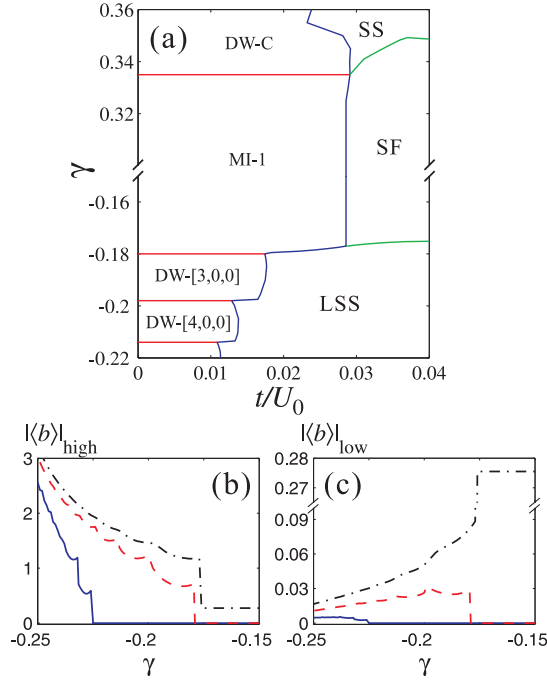 0.36
(a)
SS
DW-C
0.34
0.32
γ
MI-1
SF
-0.16
-0.18
DW-[3,0,0]
-0.2
DW-[4,0,0]
LSS
-0.22
0 0.01 0.02 0.03 0.04
t/U₀
|⟨b⟩|high
|⟨b⟩|low
3
(b)
2
1
0
-0.25 -0.2 -0.15
γ
0.28
(c)
0.27
0.09
0.06
0.03
0
-0.25 -0.2 -0.15
γ